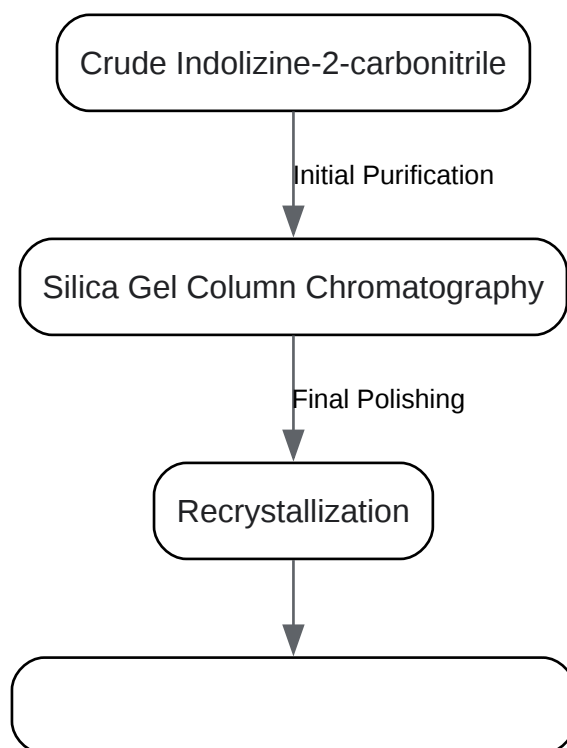 Crude Indolizine-2-carbonitrile
Initial Purification
Silica Gel Column Chromatography
Final Polishing
Recrystallization